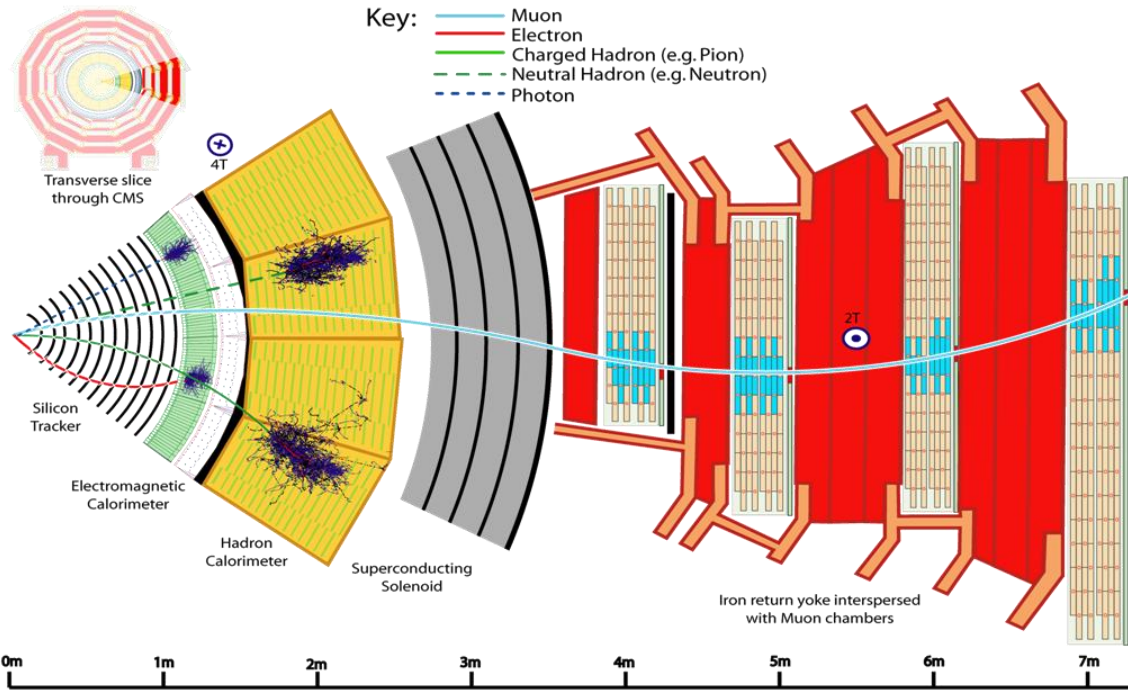 Key:
Muon
Electron
Charged Hadron (e.g. Pion)
Neutral Hadron (e.g. Neutron)
Photon
Transverse slice
through CMS
4T
2T
Silicon
Tracker
Electromagnetic
Calorimeter
Hadron
Calorimeter
Superconducting
Solenoid
Iron return yoke interspersed
with Muon chambers
0m 1m 2m 3m 4m 5m 6m 7m